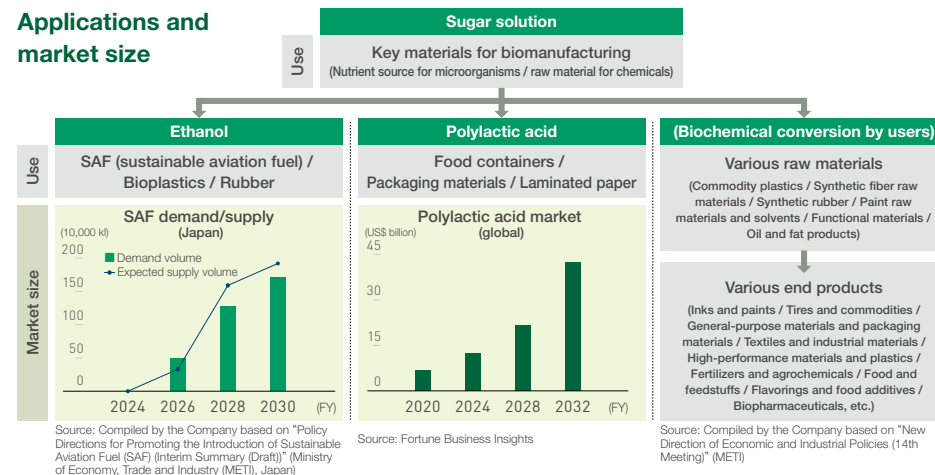 Applications and
market size
Sugar solution
Use
Key materials for biomanufacturing
(Nutrient source for microorganisms / raw material for chemicals)
Ethanol
Polylactic acid
(Biochemical conversion by users)
Use
SAF (sustainable aviation fuel) /
Bioplastics / Rubber
Food containers /
Packaging materials / Laminated paper
Various raw materials
(Commodity plastics / Synthetic fiber raw
materials / Synthetic rubber / Paint raw
materials and solvents / Functional materials /
Oil and fat products)
Market size
SAF demand/supply
(Japan)
(10,000 kl)
200
150
100
50
0
Demand volume
Expected supply volume
2024 2026 2028 2030 (FY)
Source: Compiled by the Company based on “Policy
Directions for Promoting the Introduction of Sustainable
Aviation Fuel (SAF) (Interim Summary (Draft))” (Ministry
of Economy, Trade and Industry (METI), Japan)
Polylactic acid market
(global)
(US$ billion)
45
30
15
0
2020 2024 2028 2032 (FY)
Source: Fortune Business Insights
Various end products
(Inks and paints / Tires and commodities /
General-purpose materials and packaging
materials / Textiles and industrial materials /
High-performance materials and plastics /
Fertilizers and agrochemicals / Food and
feedstuffs / Flavorings and food additives /
Biopharmaceuticals, etc.)
Source: Compiled by the Company based on “New
Direction of Economic and Industrial Policies (14th
Meeting)” (METI)